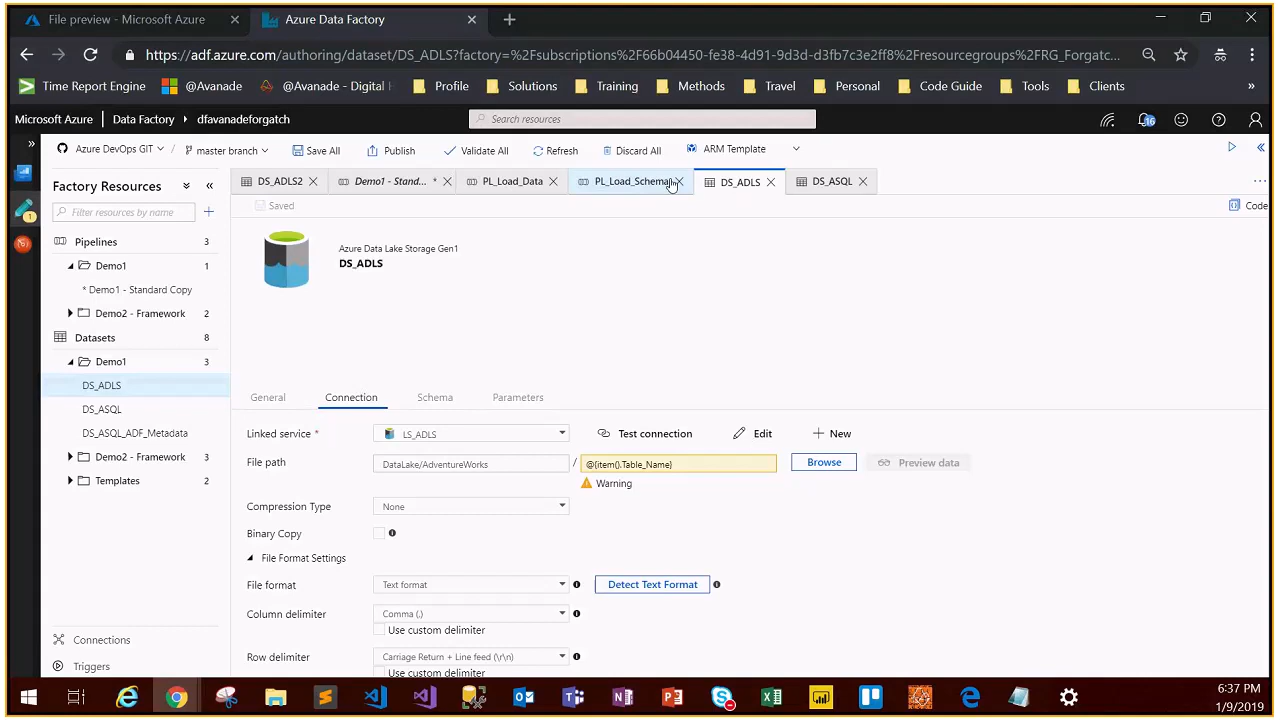 File preview - Microsoft Azure
Azure Data Factory
https://adf.azure.com/authoring/dataset/DS_ADLS?factory=%2Fsubscriptions%2F66b04450-fe38-4d91-9d3d-d3fb7c3e2ff8%2Fresourcegroups%2FRG_Forgatc...
Time Report Engine
@Avanade
@Avanade - Digital F
Profile
Solutions
Training
Methods
Travel
Personal
Code Guide
Tools
Clients
»
Microsoft Azure
Data Factory
dfavanadeforgatch
Search resources
16
Azure DevOps GIT
master branch
Save All
Publish
Validate All
Refresh
Discard All
ARM Template
1
Factory Resources
Filter resources by name
Pipelines 3
Demo1 1
* Demo1 - Standard Copy
Demo2 - Framework 2
Datasets 8
Demo1 3
DS_ADLS
DS_ASQL
DS_ASQL_ADF_Metadata
Demo2 - Framework 6
Templates 2
Connections
Triggers
DS_ADLS2
Demo1 - Stand... *
PL_Load_Data
PL_Load_Schema
DS_ADLS
DS_ASQL
Saved
Code
Azure Data Lake Storage Gen1
DS_ADLS
General
Connection
Schema
Parameters
Linked service *
LS_ADLS
Test connection
Edit
New
File path
DataLake/AdventureWorks
/
@{item().Table_Name}
Browse
Preview data
Warning
Compression Type
None
Binary Copy
File Format Settings
File format
Text format
Detect Text Format
Column delimiter
Comma (,)
Use custom delimiter
Row delimiter
Carriage Return + Line feed (\r\n)
Use custom delimiter
6:37 PM
1/9/2019